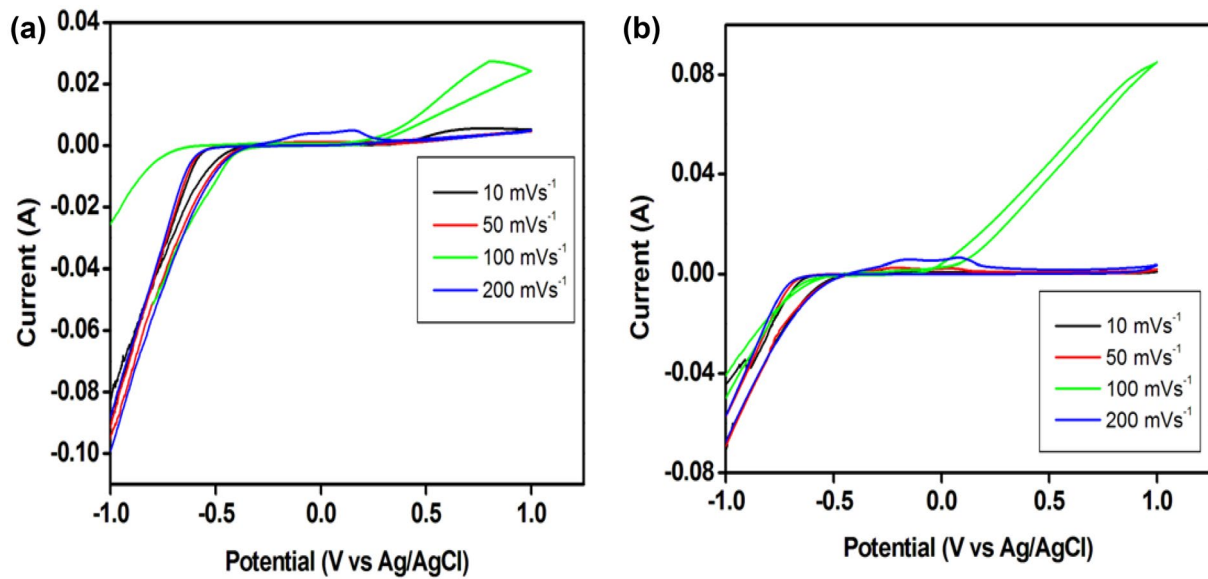 (a)
Current (A)
0.04
0.02
0.00
-0.02
-0.04
-0.06
-0.08
-0.10
10 mVs⁻¹
50 mVs⁻¹
100 mVs⁻¹
200 mVs⁻¹
-1.0 -0.5 0.0 0.5 1.0
Potential (V vs Ag/AgCl)
(b)
Current (A)
0.08
0.04
0.00
-0.04
-0.08
10 mVs⁻¹
50 mVs⁻¹
100 mVs⁻¹
200 mVs⁻¹
-1.0 -0.5 0.0 0.5 1.0
Potential (V vs Ag/AgCl)